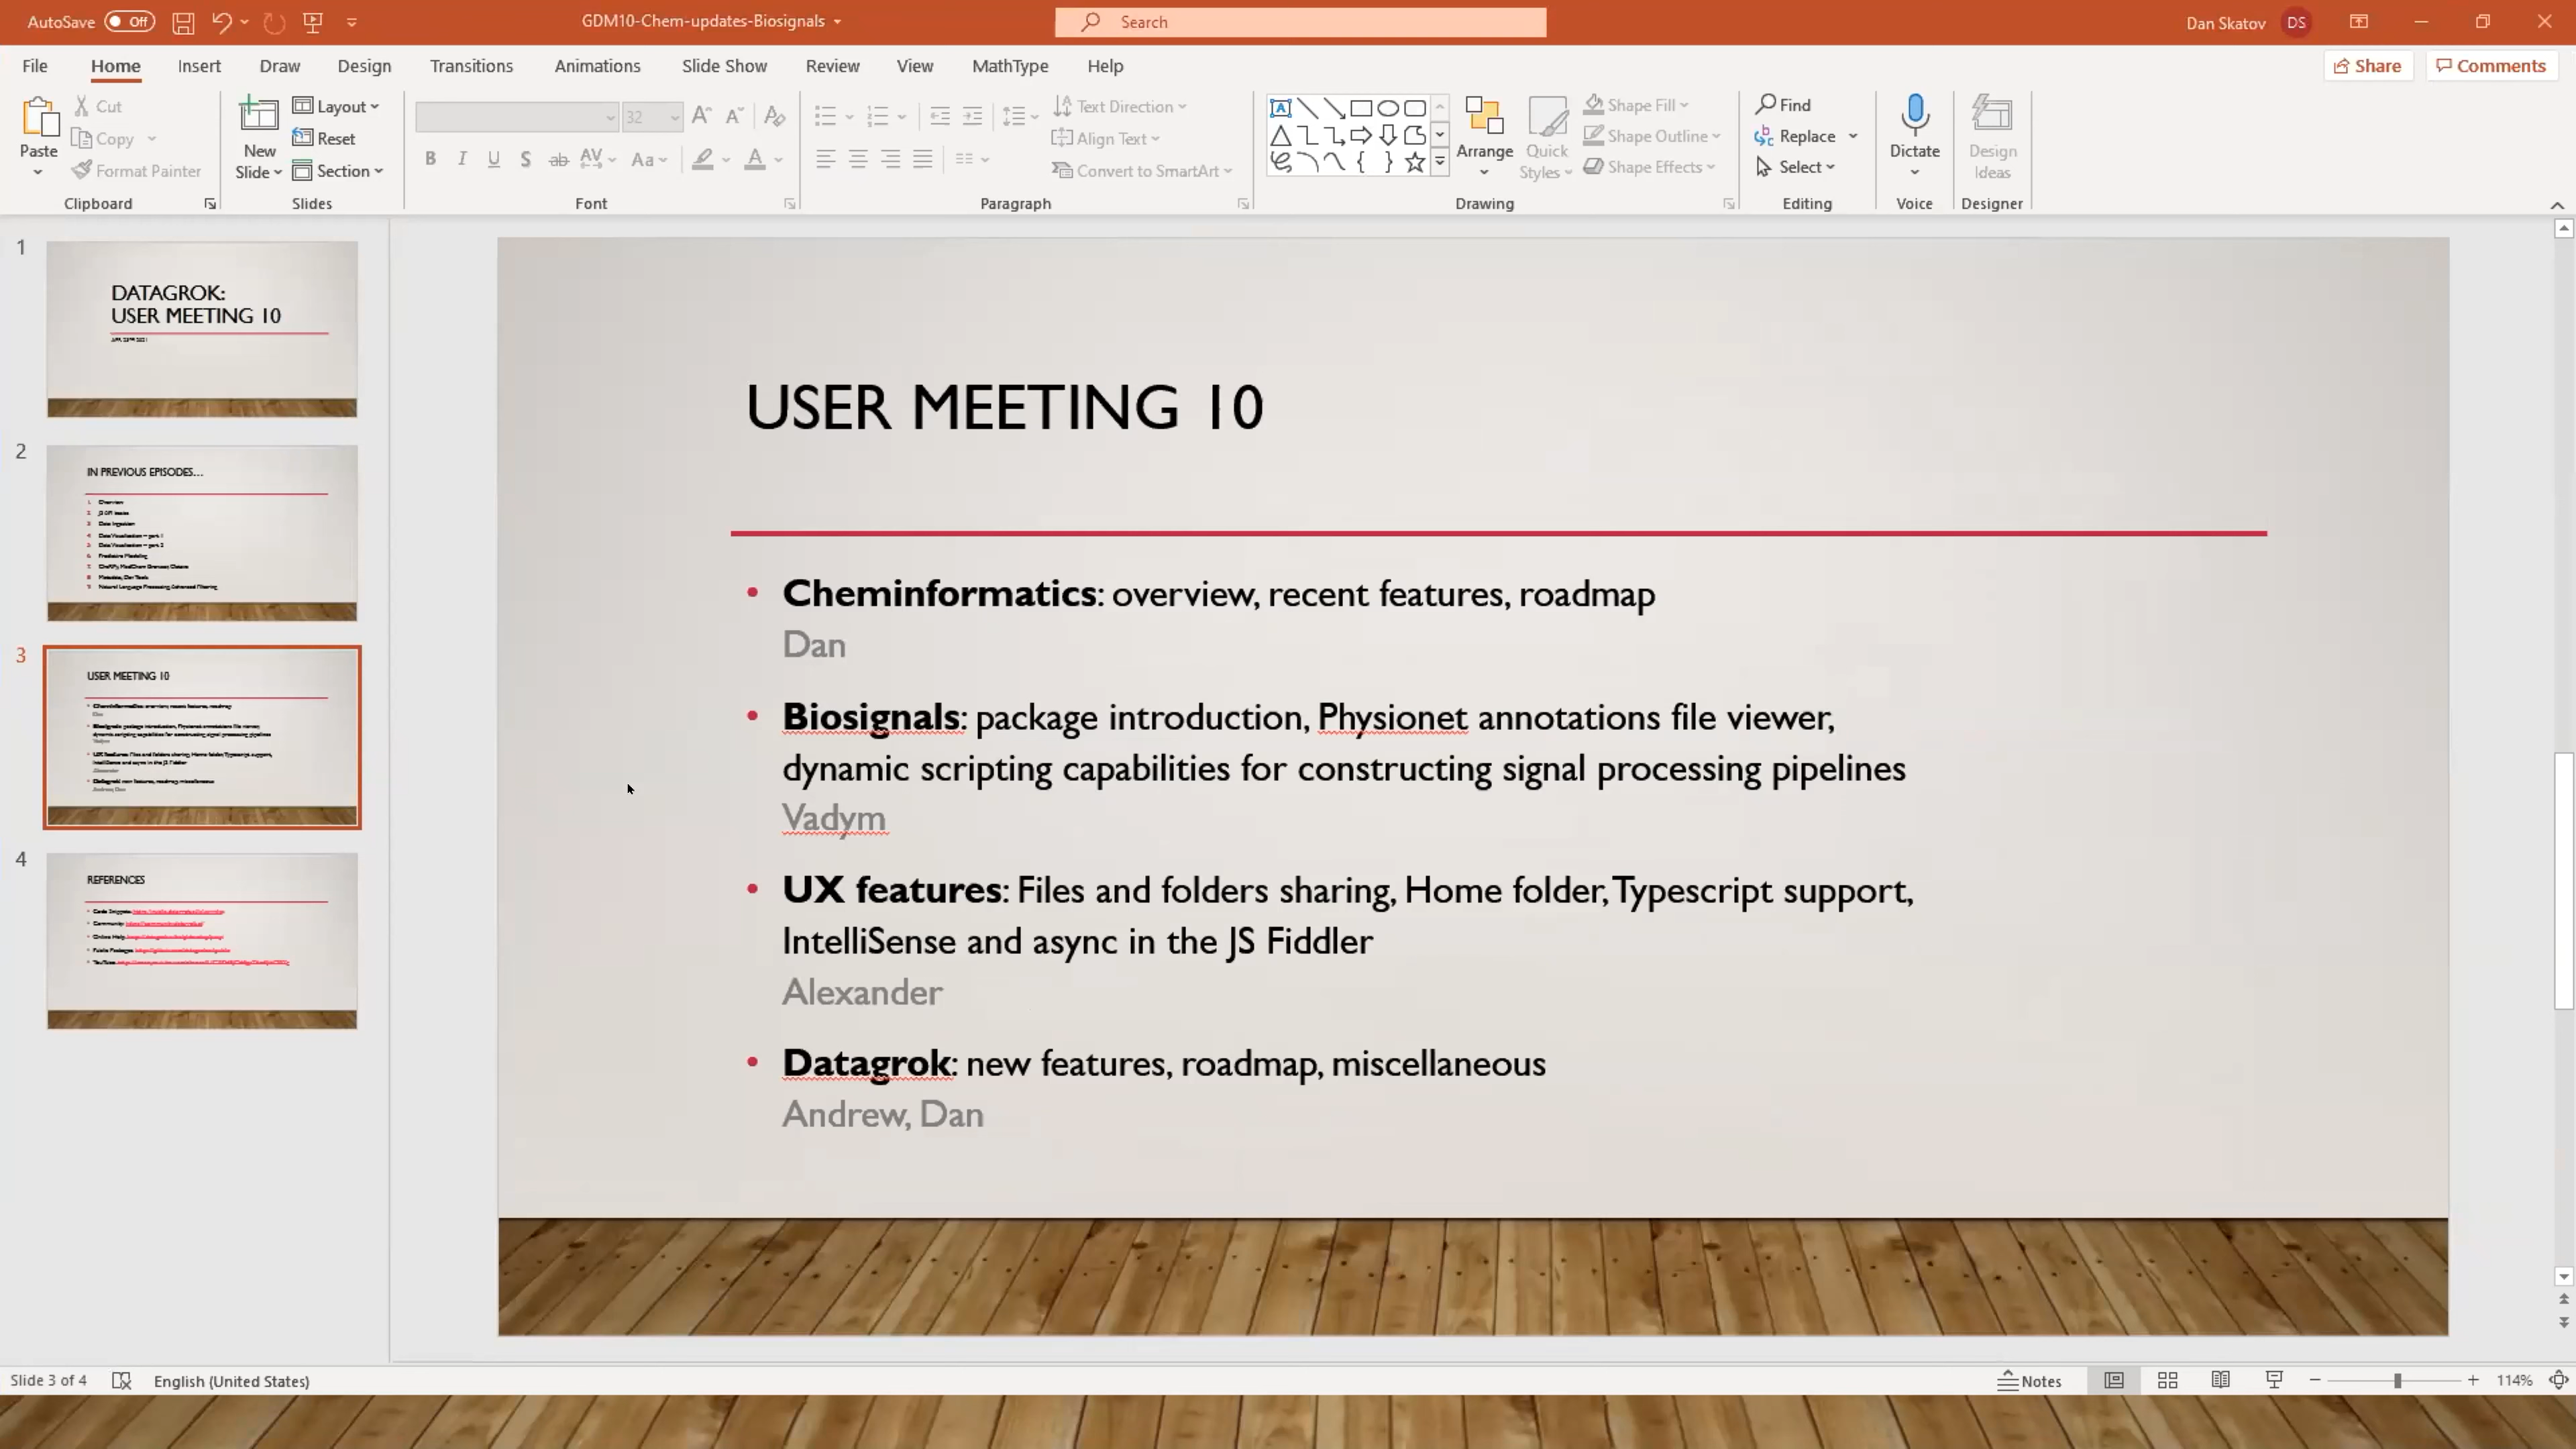 AutoSave Off
GDM10-Chem-updates-Biosignals
Search
Dan Skatov DS
File Home Insert Draw Design Transitions Animations Slide Show Review View MathType Help
Share Comments
Paste
Cut
Copy
Format Painter
Clipboard
New Slide
Layout
Reset
Section
Slides
32
Font
Text Direction
Align Text
Convert to SmartArt
Paragraph
Arrange
Quick Styles
Shape Fill
Shape Outline
Shape Effects
Drawing
Find
Replace
Select
Editing
Dictate
Voice
Design Ideas
Designer
1
DATAGROK:
USER MEETING 10
2
IN PREVIOUS EPISODES...
3
USER MEETING 10
4
REFERENCES
USER MEETING 10
• Cheminformatics: overview, recent features, roadmap
Dan
• Biosignals: package introduction, Physionet annotations file viewer,
dynamic scripting capabilities for constructing signal processing pipelines
Vadym
• UX features: Files and folders sharing, Home folder, Typescript support,
IntelliSense and async in the JS Fiddler
Alexander
• Datagrok: new features, roadmap, miscellaneous
Andrew, Dan
Slide 3 of 4 English (United States)
Notes 114%